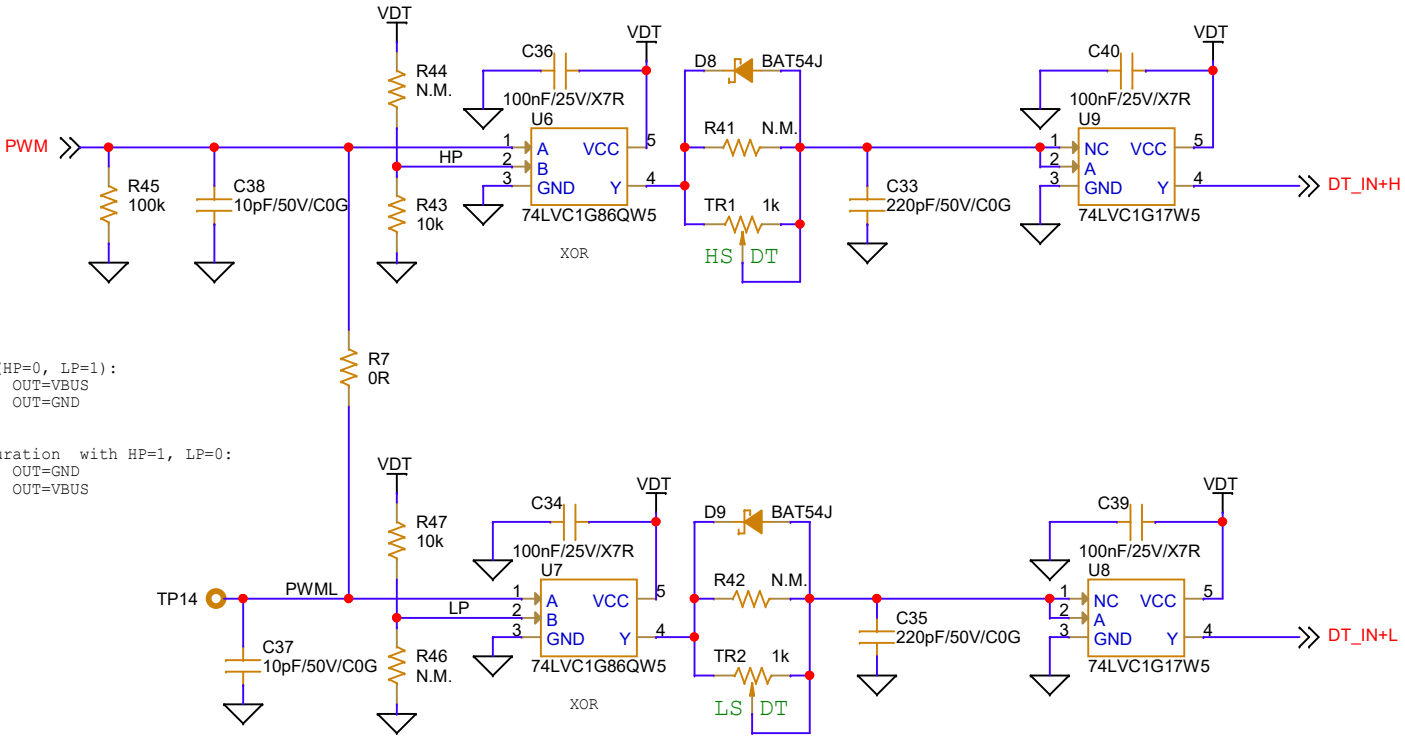 VDT
R44
N.M.
C36
100nF/25V/X7R
VDT
D8 BAT54J
C40
100nF/25V/X7R
VDT
PWM
R45
100k
C38
10pF/50V/C0G
HP
R43
10k
U6
1 A VCC 5
2 B
3 GND Y 4
74LVC1G86QW5
XOR
R41 N.M.
TR1 1k
HS DT
C33
220pF/50V/C0G
U9
1 NC VCC 5
2 A
3 GND Y 4
74LVC1G17W5
DT_IN+H
R7
0R
(HP=0, LP=1):
OUT=VBUS
OUT=GND
uration with HP=1, LP=0:
OUT=GND
OUT=VBUS
VDT
R47
10k
C34
100nF/25V/X7R
VDT
D9 BAT54J
C39
100nF/25V/X7R
VDT
TP14
PWML
C37
10pF/50V/C0G
LP
R46
N.M.
U7
1 A VCC 5
2 B
3 GND Y 4
74LVC1G86QW5
XOR
R42 N.M.
TR2 1k
LS DT
C35
220pF/50V/C0G
U8
1 NC VCC 5
2 A
3 GND Y 4
74LVC1G17W5
DT_IN+L